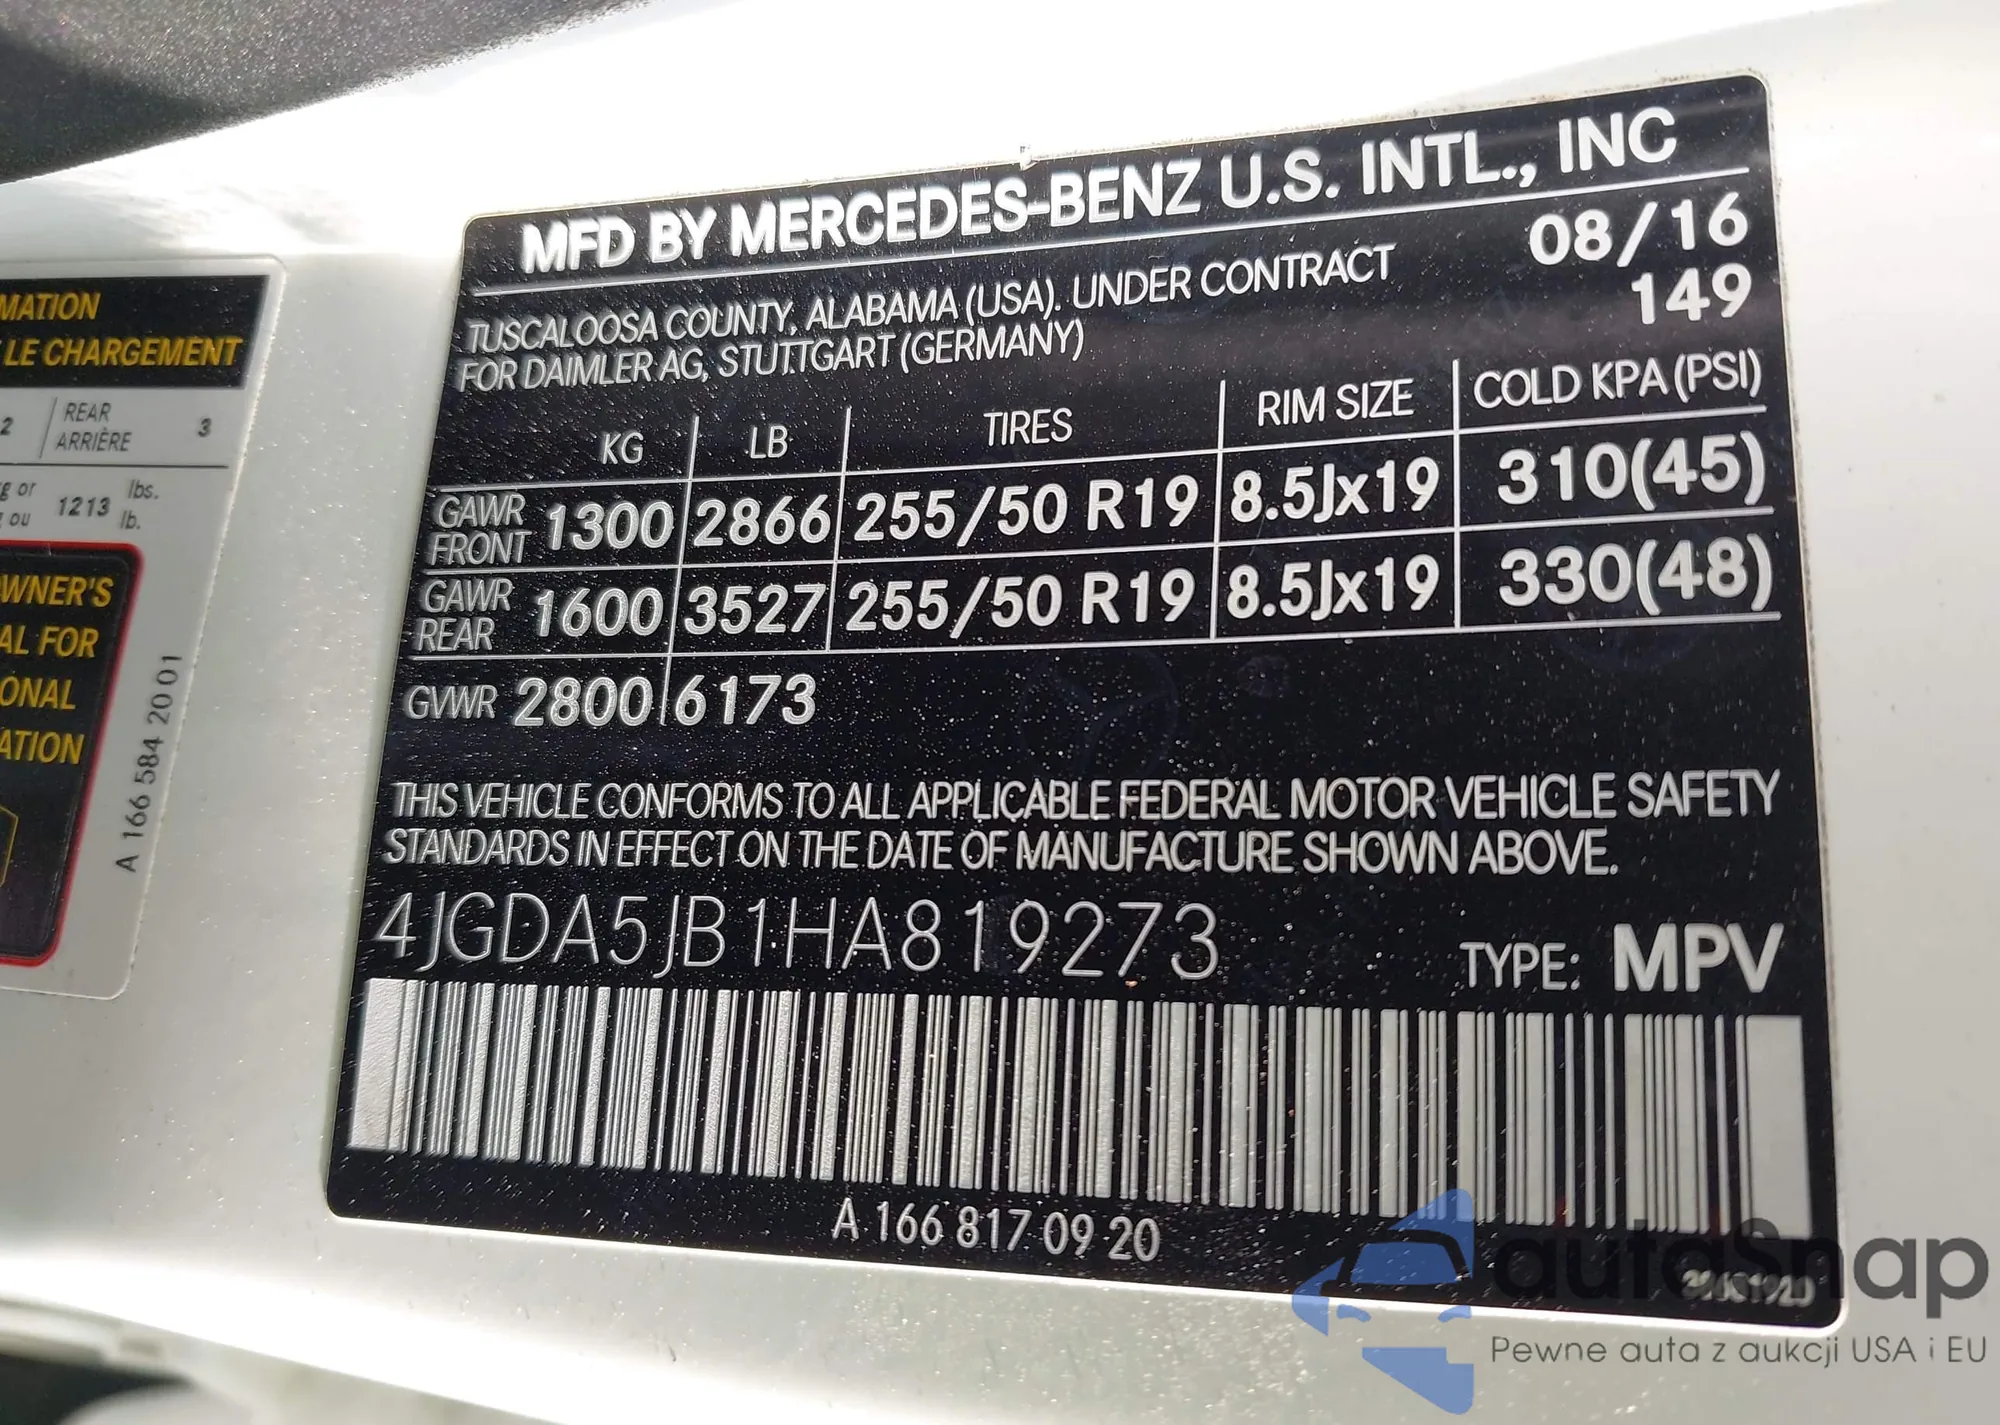 MATION
LE CHARGEMENT
2 REAR
ARRIÈRE 3
g or
ou 1213 lbs.
lb.
OWNER'S
AL FOR
ONAL
ATION
A 166 584 20 01
MFD BY MERCEDES-BENZ U.S. INTL., INC
08/16
TUSCALOOSA COUNTY, ALABAMA (USA). UNDER CONTRACT
149
FOR DAIMLER AG, STUTTGART (GERMANY)
KG LB TIRES RIM SIZE COLD KPA (PSI)
GAWR FRONT 1300 2866 255/50 R19 8.5Jx19 310(45)
GAWR REAR 1600 3527 255/50 R19 8.5Jx19 330(48)
GVWR 2800 6173
THIS VEHICLE CONFORMS TO ALL APPLICABLE FEDERAL MOTOR VEHICLE SAFETY
STANDARDS IN EFFECT ON THE DATE OF MANUFACTURE SHOWN ABOVE.
4JGDA5JB1HA819273
TYPE: MPV
A 166 817 09 20
autaSnap
Pewne auta z aukcji USA i EU